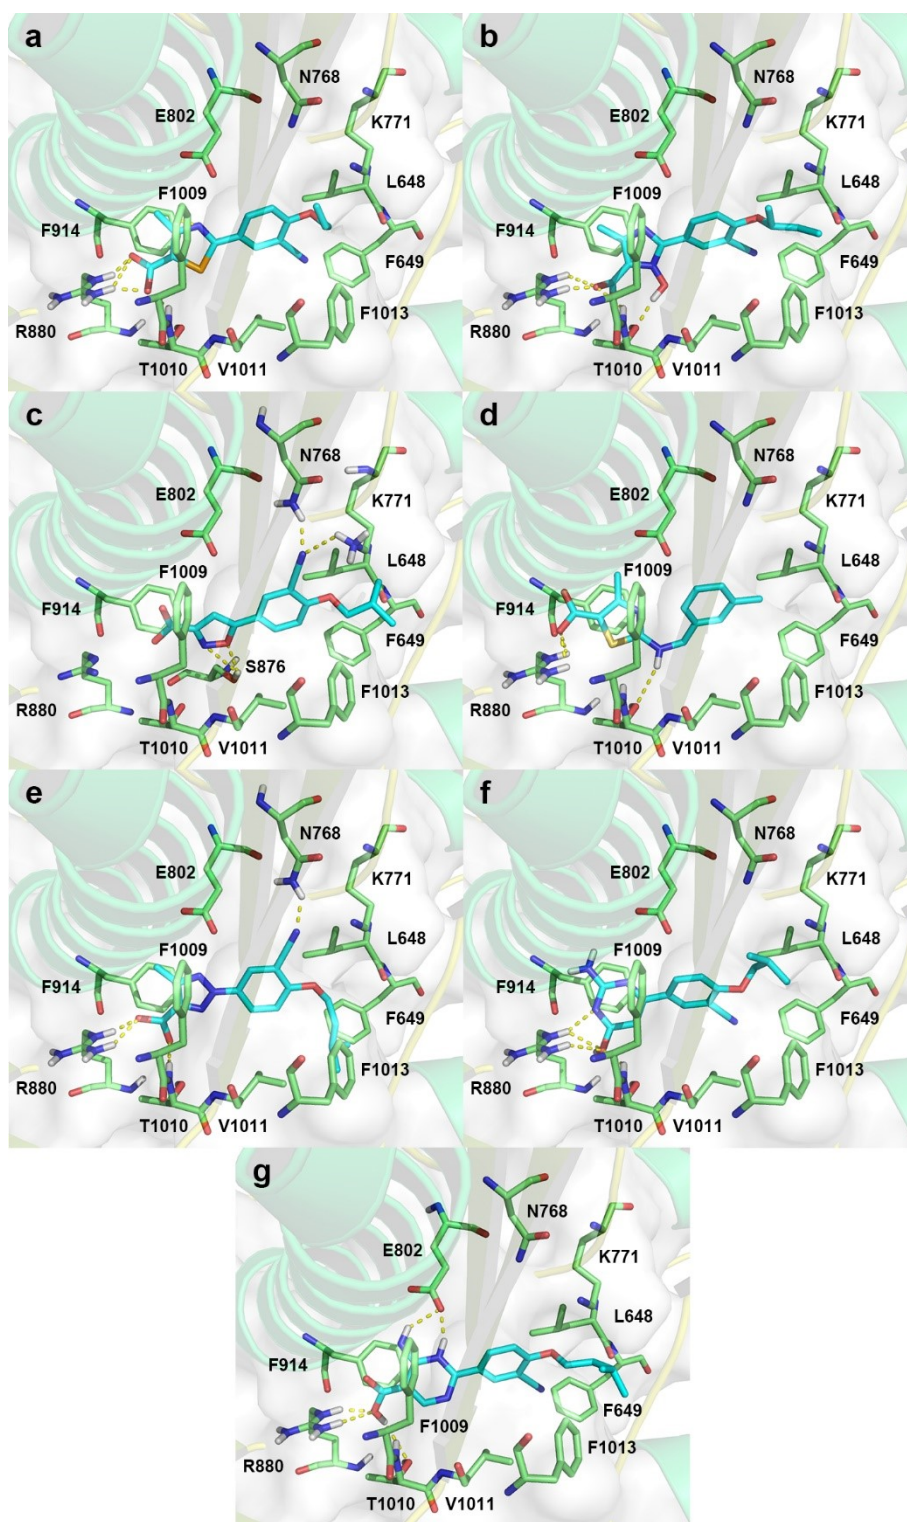 a
N768
E802
K771
F1009
L648
F914
F649
R880
F1013
T1010 V1011
b
N768
E802
K771
F1009
L648
F914
F649
R880
F1013
T1010 V1011
c
N768
E802
K771
F1009
L648
F914
F649
S876
R880
F1013
T1010 V1011
d
N768
E802
K771
F1009
L648
F914
F649
R880
F1013
T1010 V1011
e
N768
E802
K771
F1009
L648
F914
F649
R880
F1013
T1010 V1011
f
N768
E802
K771
F1009
L648
F914
F649
R880
F1013
T1010 V1011
g
N768
E802
K771
L648
F914
F649
F1009
R880
F1013
T1010 V1011